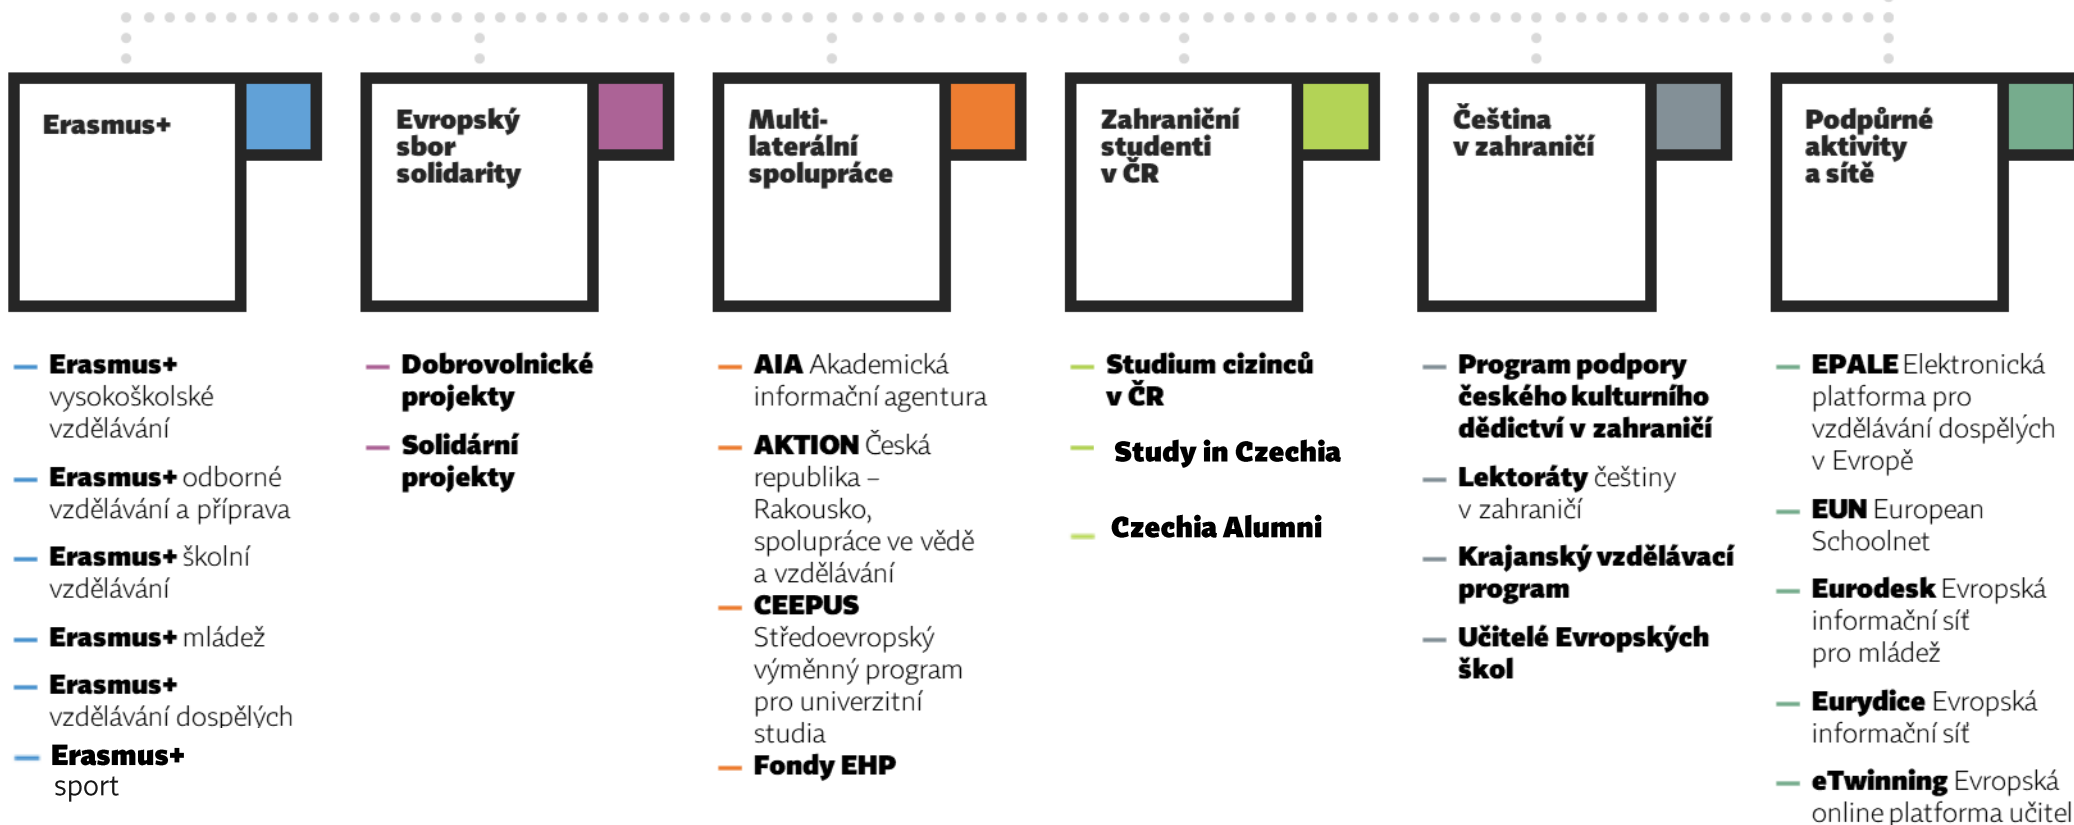 Erasmus+
Evropský
sbor
solidarity
Multi-
laterální
spolupráce
Zahraniční
studenti
v ČR
Čeština
v zahraničí
Podpůrné
aktivity
a sítě
Erasmus+
vysokoškolské
vzdělávání
Erasmus+ odborné
vzdělávání a příprava
Erasmus+ školní
vzdělávání
Erasmus+ mládež
Erasmus+
vzdělávání dospělých
Erasmus+
sport
Dobrovolnické
projekty
Solidární
projekty
AIA Akademická
informační agentura
AKTION Česká
republika –
Rakousko,
spolupráce ve vědě
a vzdělávání
CEEPUS
Středoevropský
výměnný program
pro univerzitní
studia
Fondy EHP
Studium cizinců
v ČR
Study in Czechia
Czechia Alumni
Program podpory
českého kulturního
dědictví v zahraničí
Lektoráty češtiny
v zahraničí
Krajanský vzdělávací
program
Učitelé Evropských
škol
EPALE Elektronická
platforma pro
vzdělávání dospělých
v Evropě
EUN European
Schoolnet
Eurodesk Evropská
informační síť
pro mládež
Eurydice Evropská
informační síť
eTwinning Evropská
online platforma učitel